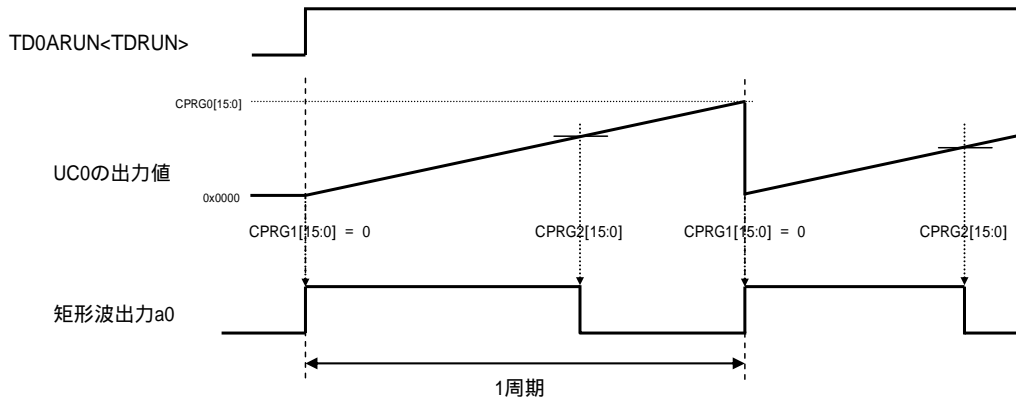 TD0ARUN<TDRUN>
CPRG0[15:0]
UC0の出力値
0x0000
CPRG1[15:0] = 0
CPRG2[15:0]
CPRG1[15:0] = 0
CPRG2[15:0]
矩形波出力a0
1周期